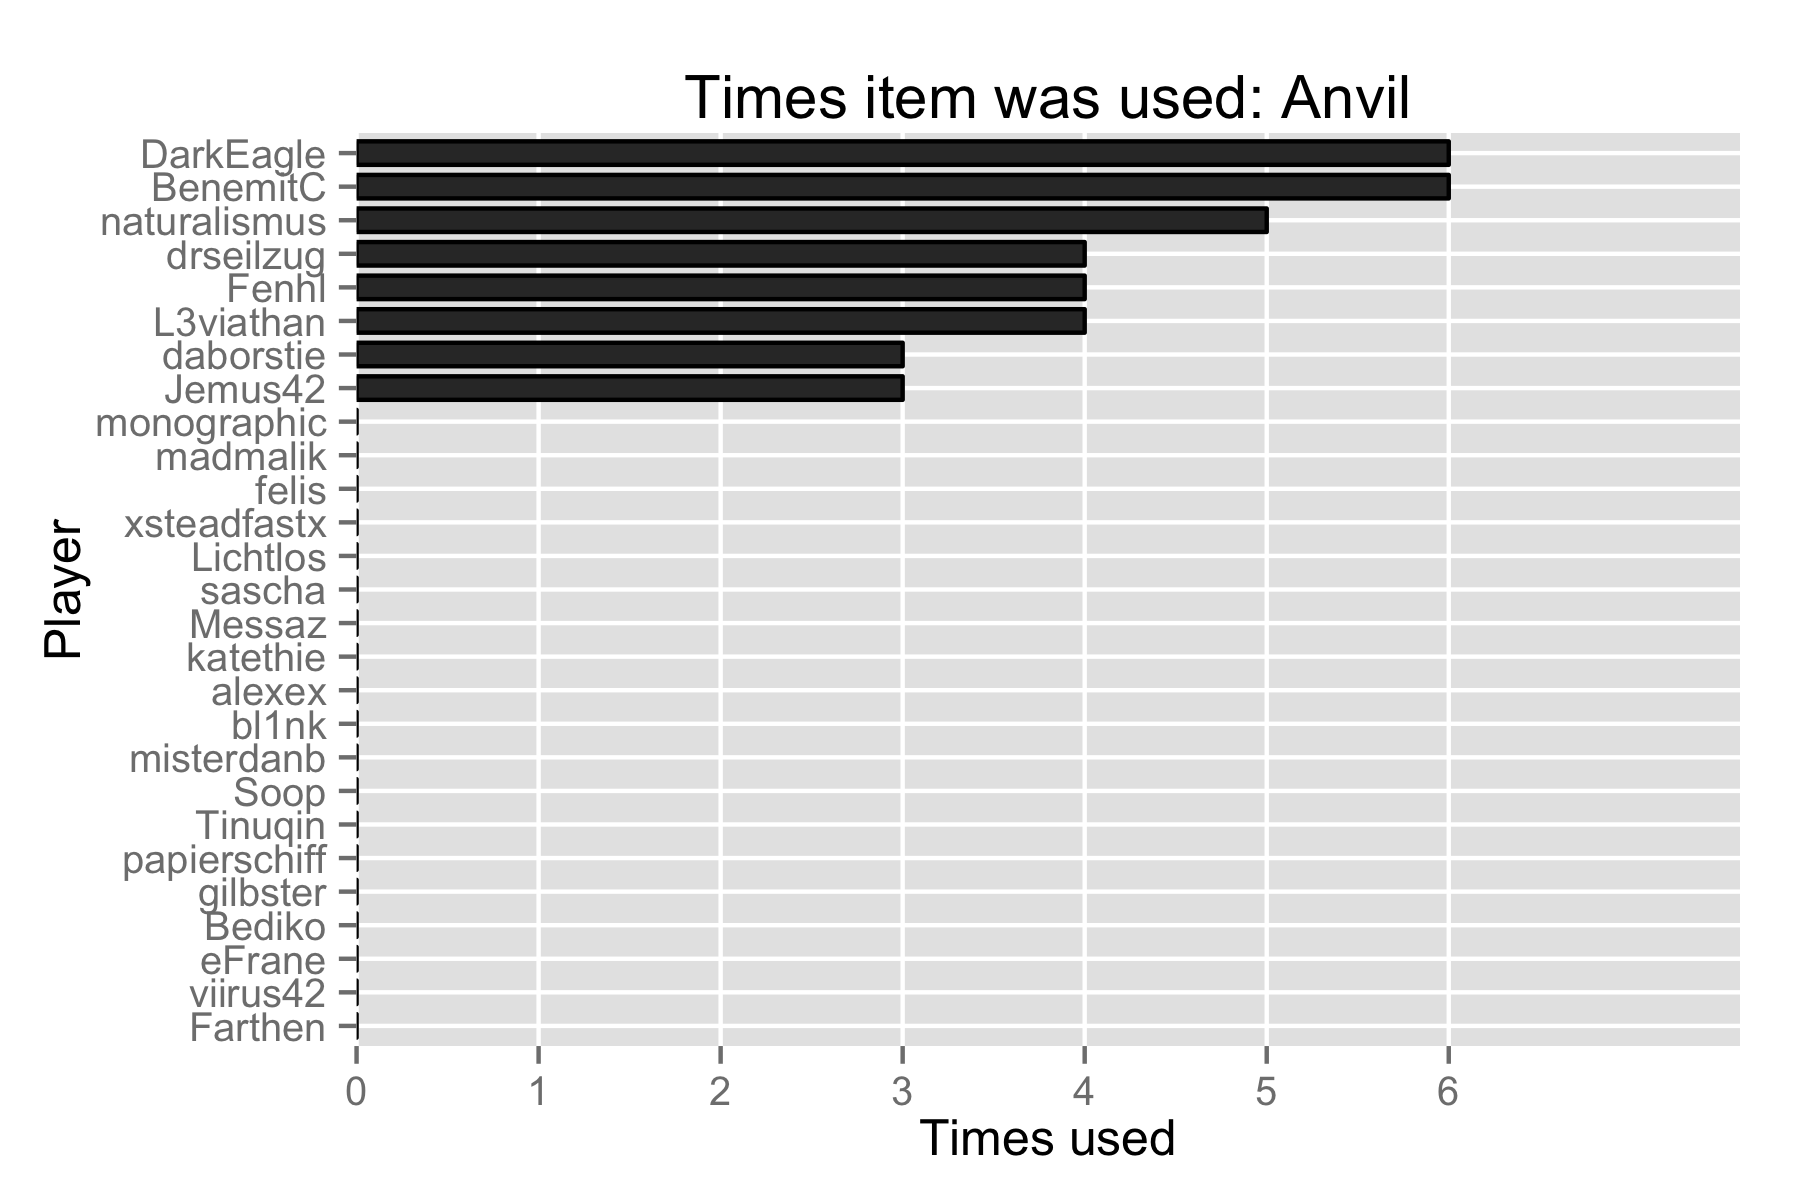 Times item was used: Anvil
DarkEagle
BenemitC
naturalismus
drseilzug
Fenhl
L3viathan
daborstie
Jemus42
monographic
madmalik
felis
xsteadfastx
Lichtlos
sascha
Messaz
katethie
alexex
bl1nk
misterdanb
Soop
Tinuqin
papierschiff
gilbster
Bediko
eFrane
viirus42
Farthen
Player
0 1 2 3 4 5 6
Times used